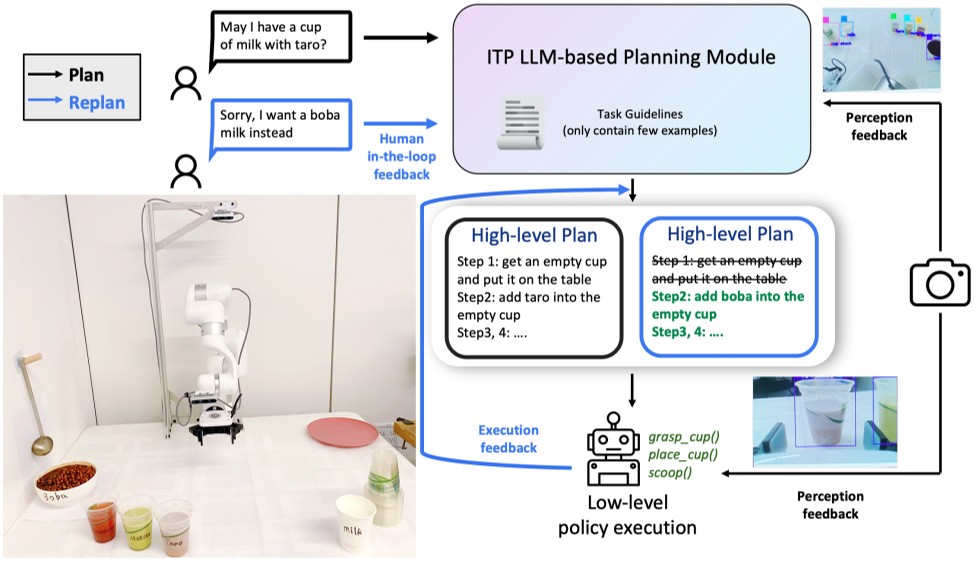 May I have a cup
of milk with taro?
Plan
Replan
Sorry, I want a boba
milk instead
Human
in-the-loop
feedback
ITP LLM-based Planning Module
Task Guidelines
(only contain few examples)
Perception
feedback
High-level Plan
Step 1: get an empty cup
and put it on the table
Step2: add taro into the
empty cup
Step3, 4: ....
High-level Plan
Step 1: get an empty cup
and put it on the table
Step2: add boba into the
empty cup
Step3, 4: ....
Execution
feedback
grasp_cup()
place_cup()
scoop()
Low-level
policy execution
Perception
feedback
Boba
Matcha
Taro
Milk